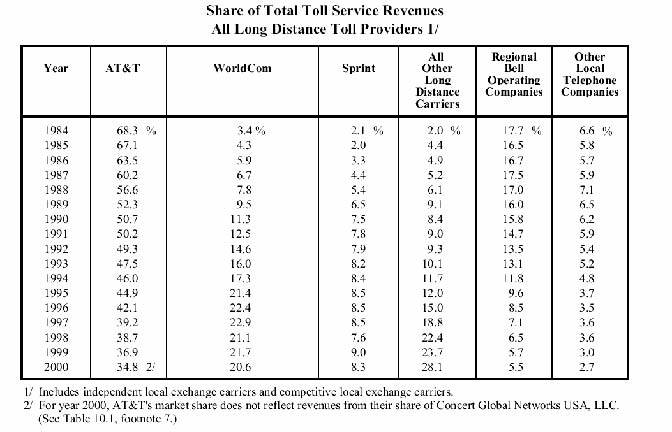 Share of Total Toll Service Revenues
All Long Distance Toll Providers 1/
Year AT&T WorldCom Sprint All Other Long Distance Carriers Regional Bell Operating Companies Other Local Telephone Companies
1984 68.3 % 3.4 % 2.1 % 2.0 % 17.7 % 6.6 %
1985 67.1 4.3 2.0 4.4 16.5 5.8
1986 63.5 5.9 3.3 4.9 16.7 5.7
1987 60.2 6.7 4.4 5.2 17.5 5.9
1988 56.6 7.8 5.4 6.1 17.0 7.1
1989 52.3 9.5 6.5 9.1 16.0 6.5
1990 50.7 11.3 7.5 8.4 15.8 6.2
1991 50.2 12.5 7.8 9.0 14.7 5.9
1992 49.3 14.6 7.9 9.3 13.5 5.4
1993 47.5 16.0 8.2 10.1 13.1 5.2
1994 46.0 17.3 8.4 11.7 11.8 4.8
1995 44.9 21.4 8.5 12.0 9.6 3.7
1996 42.1 22.4 8.5 15.0 8.5 3.5
1997 39.2 22.9 8.5 18.8 7.1 3.6
1998 38.7 21.1 7.6 22.4 6.5 3.6
1999 36.9 21.7 9.0 23.7 5.7 3.0
2000 34.8 2/ 20.6 8.3 28.1 5.5 2.7
1/ Includes independent local exchange carriers and competitive local exchange carriers.
2/ For year 2000, AT&T's market share does not reflect revenues from their share of Concert Global Networks USA, LLC.
(See Table 10.1, footnote 7.)